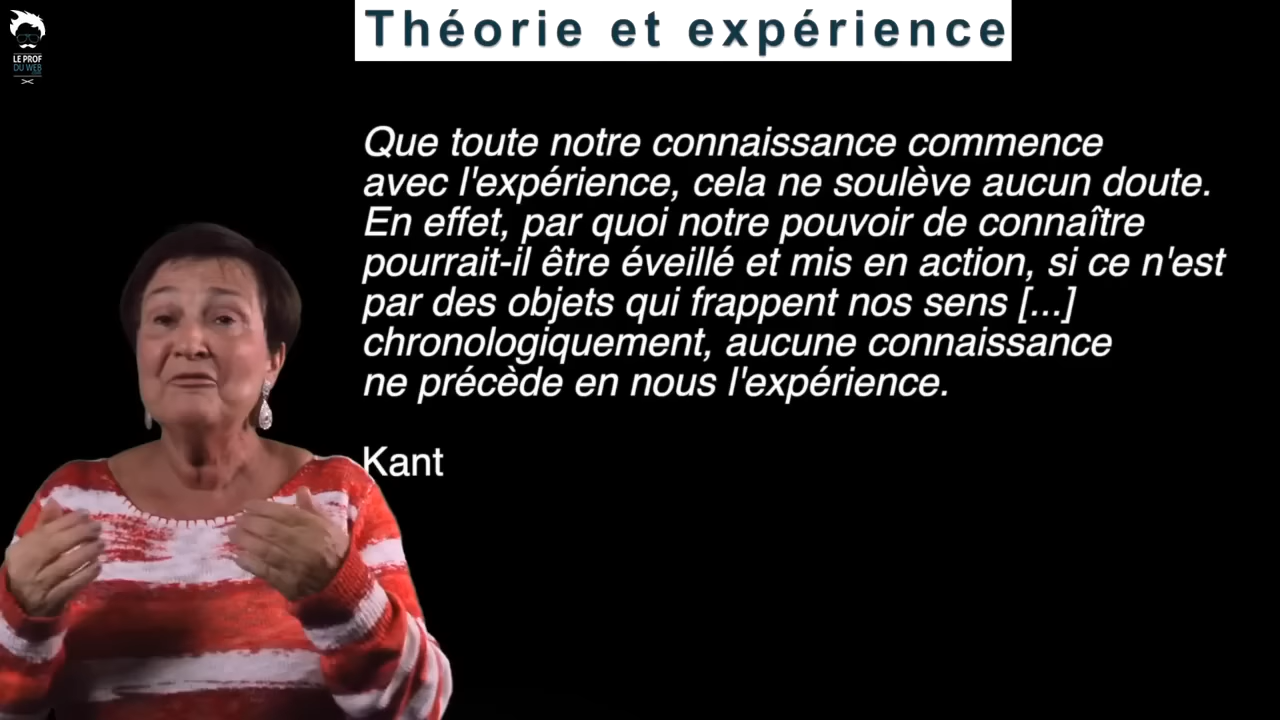 Théorie et expérience
LE PROF
DU WEB
Que toute notre connaissance commence
avec l'expérience, cela ne soulève aucun doute.
En effet, par quoi notre pouvoir de connaître
pourrait-il être éveillé et mis en action, si ce n'est
par des objets qui frappent nos sens [...]
chronologiquement, aucune connaissance
ne précède en nous l'expérience.
Kant